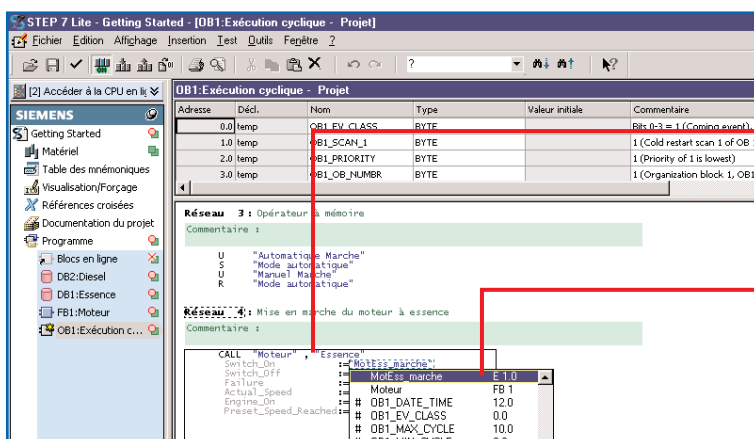 STEP 7 Lite - Getting Started - [OB1:Exécution cyclique - Projet]
Fichier Edition Affichage Insertion Test Outils Fenêtre ?
?
[2] Accéder à la CPU en li
SIEMENS
Getting Started
Matériel
Table des mnémoniques
Visualisation/Forçage
Références croisées
Documentation du projet
Programme
Blocs en ligne
DB2:Diesel
DB1:Essence
FB1:Moteur
OB1:Exécution c...
OB1:Exécution cyclique - Projet
Adresse Décl. Nom Type Valeur initiale Commentaire
0.0 temp OB1_EV_CLASS BYTE Bits 0-3 = 1 (Coming event),
1.0 temp OB1_SCAN_1 BYTE 1 (Cold restart scan 1 of OB
2.0 temp OB1_PRIORITY BYTE 1 (Priority of 1 is lowest)
3.0 temp OB1_OB_NUMBR BYTE 1 (Organization block 1, OB1
Réseau 3 : Opérateur à mémoire
Commentaire :
U "Automatique Marche"
S "Mode automatique"
U "Manuel Marche"
R "Mode automatique"
Réseau 4 : Mise en marche du moteur à essence
Commentaire :
CALL "Moteur" , "Essence"
Switch_On :="MotEss_marche"
Switch_Off :=
Failure :=
Actual_Speed :=
Engine_On :=
Preset_Speed_Reached:=
MotEss_marche E 1.0
Moteur FB 1
# OB1_DATE_TIME 12.0
# OB1_EV_CLASS 0.0
# OB1_MAX_CYCLE 10.0